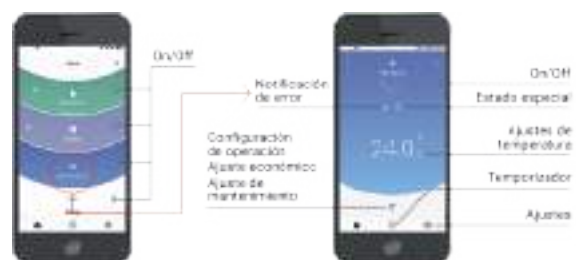 On/Off
Notificación
de error
Configuración
de operación
Ajuste económico
Ajuste de
mantenimiento
24.0
On/Off
Estado especial
Ajustes de
temperatura
Temporizador
Ajustes